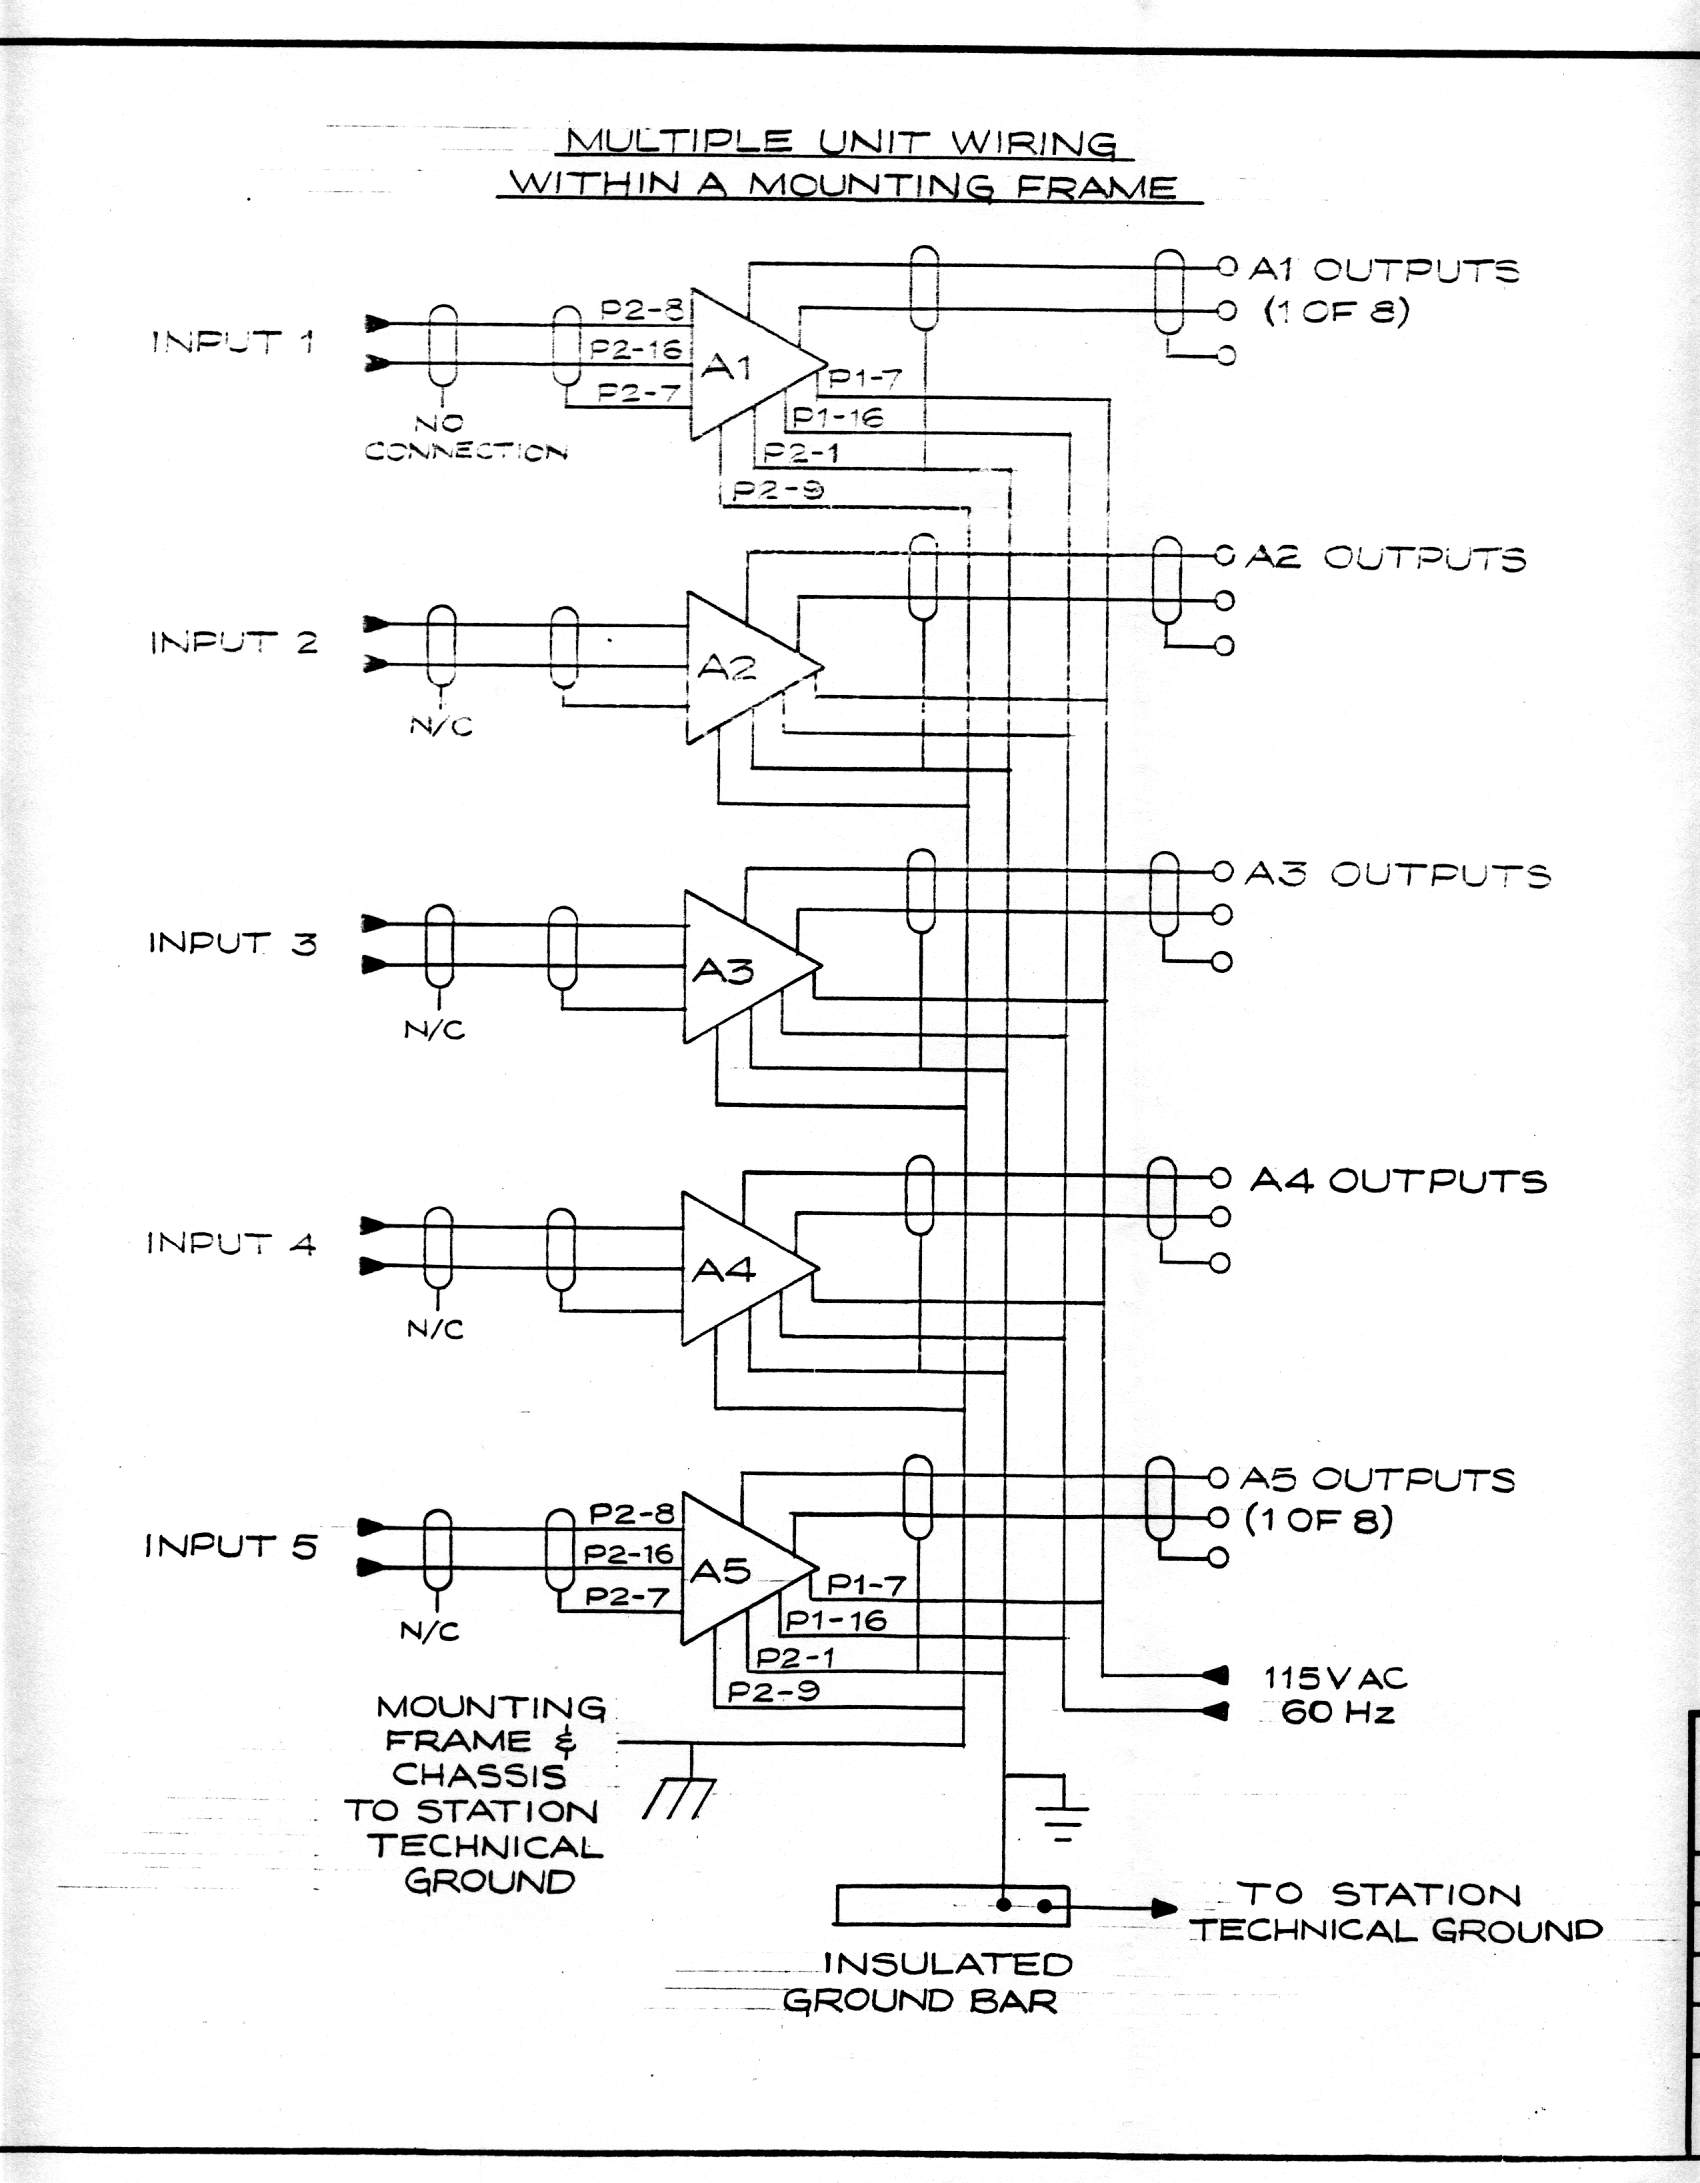 MULTIPLE UNIT WIRING
WITHIN A MOUNTING FRAME
A1 OUTPUTS
(1 OF 8)
INPUT 1
P2-8
P2-16
P2-7
A1
NO
CONNECTION
P1-7
P1-16
P2-1
P2-9
A2 OUTPUTS
INPUT 2
A2
N/C
A3 OUTPUTS
INPUT 3
A3
N/C
A4 OUTPUTS
INPUT 4
A4
N/C
A5 OUTPUTS
(1 OF 8)
INPUT 5
P2-8
P2-16
P2-7
A5
N/C
P1-7
P1-16
P2-1
P2-9
115VAC
60 Hz
MOUNTING
FRAME &
CHASSIS
TO STATION
TECHNICAL
GROUND
TO STATION
TECHNICAL GROUND
INSULATED
GROUND BAR